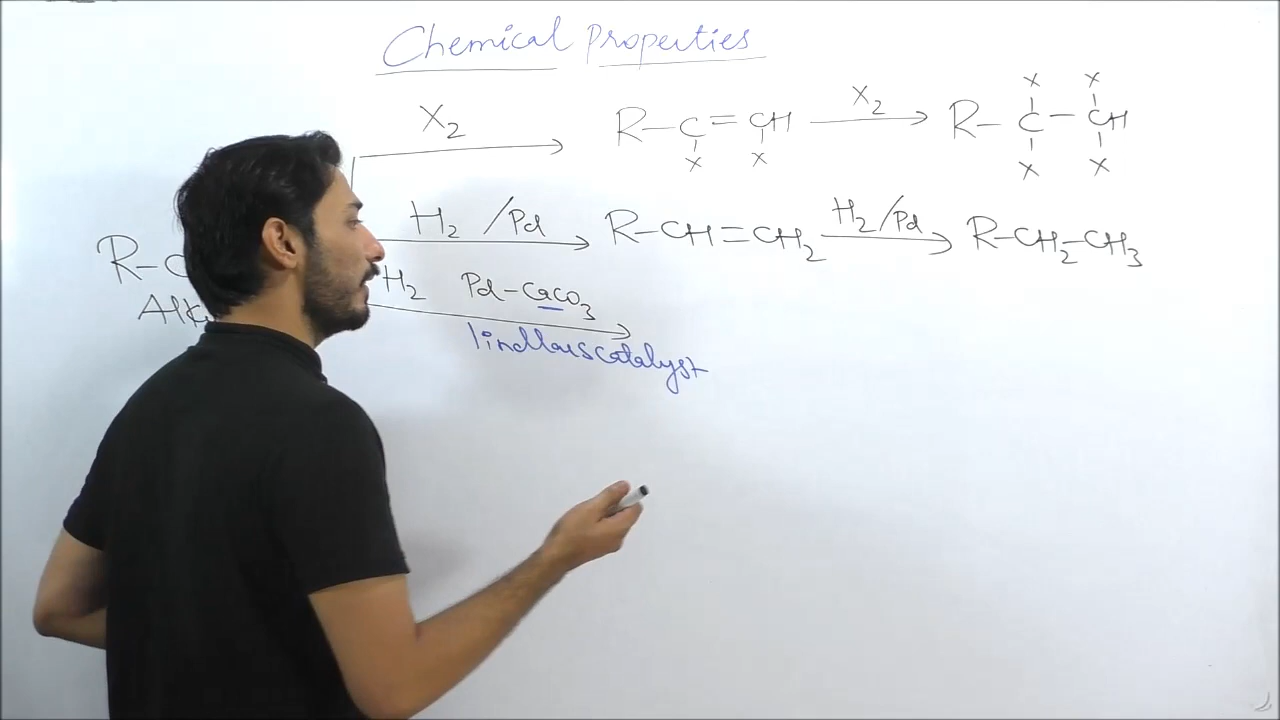 Chemical Properties
X X
X2 R-C=CH X2 R-C-CH
X X X X
H2/Pd R-CH=CH2 H2/Pd R-CH2-CH3
R-C
H2 Pd-CaCO3
lindlars catalyst